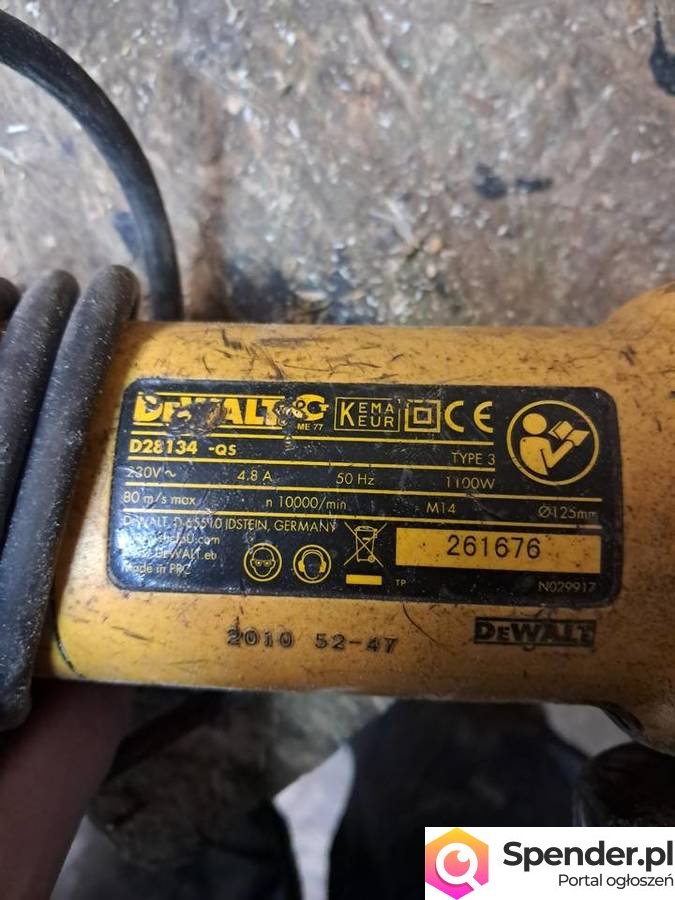 DEWALT ME 77 KEMA KEUR CE
D28134 -QS TYPE 3
230V ~ 4.8 A 50 Hz 1100W
80 m/s max n 10000/min M14 Ø125mm
DEWALT, D-65510 IDSTEIN, GERMANY
261676
Made in PRC TP N029917
2010 52-47 DEWALT
Spender.pl
Portal ogłoszeń